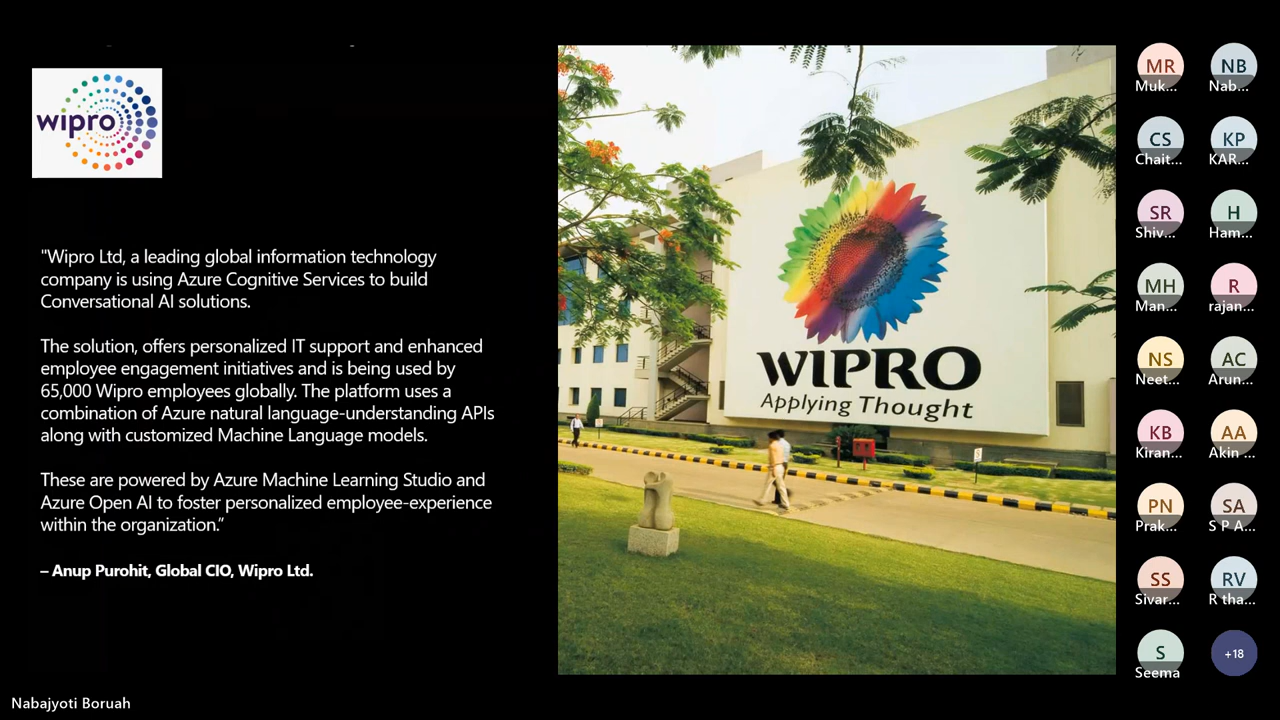 wipro
"Wipro Ltd, a leading global information technology
company is using Azure Cognitive Services to build
Conversational AI solutions.
The solution, offers personalized IT support and enhanced
employee engagement initiatives and is being used by
65,000 Wipro employees globally. The platform uses a
combination of Azure natural language-understanding APIs
along with customized Machine Language models.
These are powered by Azure Machine Learning Studio and
Azure Open AI to foster personalized employee-experience
within the organization.”
– Anup Purohit, Global CIO, Wipro Ltd.
WIPRO
Applying Thought
MR NB
Muk... Nab...
CS KP
Chait... KAR...
SR H
Shiv... Ham...
MH R
Man... rajan...
NS AC
Neet... Arun...
KB AA
Kiran... Akin ...
PN SA
Prak... S P A...
SS RV
Sivar... R tha...
S +18
Seema
Nabajyoti Boruah